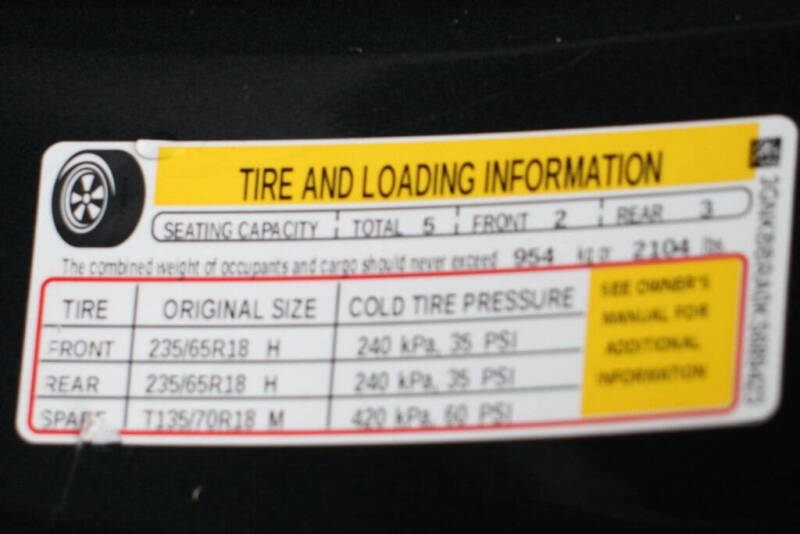 TIRE AND LOADING INFORMATION
SEATING CAPACITY TOTAL 5 FRONT 2 REAR 3
The combined weight of occupants and cargo should never exceed 954 kg or 2104 lbs.
TIRE ORIGINAL SIZE COLD TIRE PRESSURE
FRONT 235/65R18 H 240 kPa, 35 PSI
REAR 235/65R18 H 240 kPa, 35 PSI
SPARE T135/70R18 M 420 kPa, 60 PSI
SEE OWNER'S
MANUAL FOR
ADDITIONAL
INFORMATION